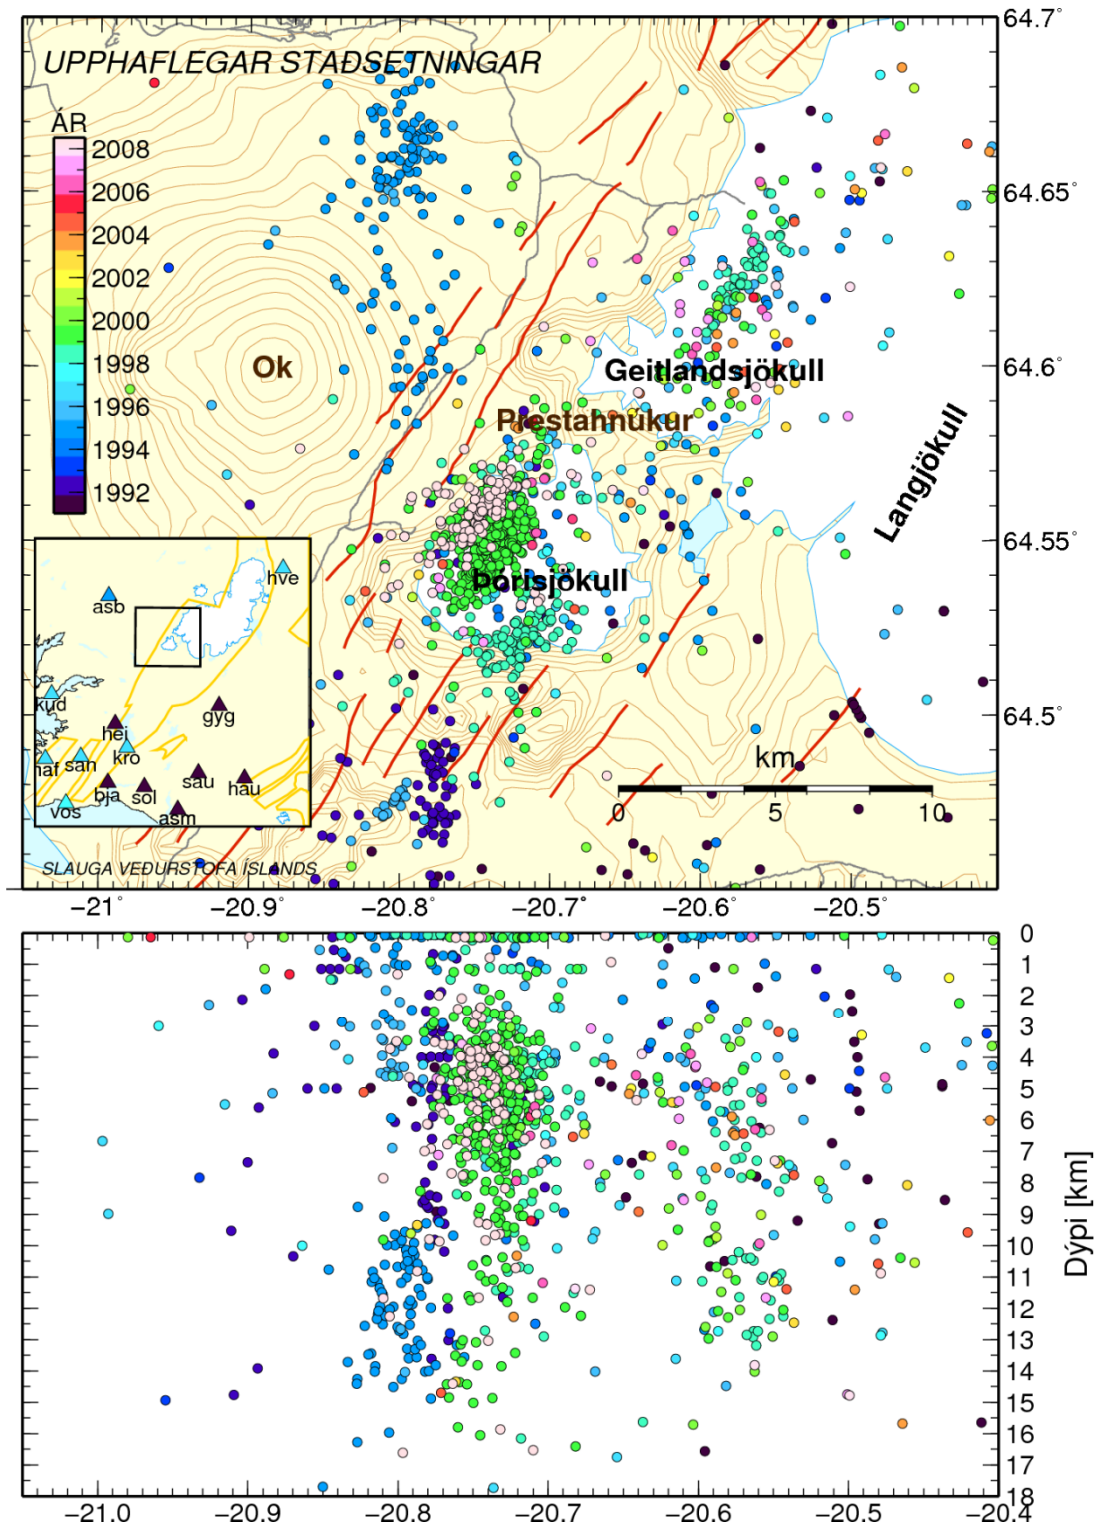 UPPHAFLEGAR STAÐSETNINGAR
64.7°
ÁR
2008
2006
2004
2002
2000
1998
1996
1994
1992
64.65°
64.6°
64.55°
64.5°
Ok
Geitlandsjökull
Prestahnukur
Langjökull
Þorisjökull
hve
asb
kud
gyg
hej
kro
san
naf
sau
hau
bja
sol
vos
asm
km
0 5 10
SLAUGA VEÐURSTOFA ÍSLANDS
−21° −20.9° −20.8° −20.7° −20.6° −20.5°
0
1
2
3
4
5
6
7
8
9
10
11
12
13
14
15
16
17
18
Dýpi [km]
−21.0 −20.9 −20.8 −20.7 −20.6 −20.5 −20.4